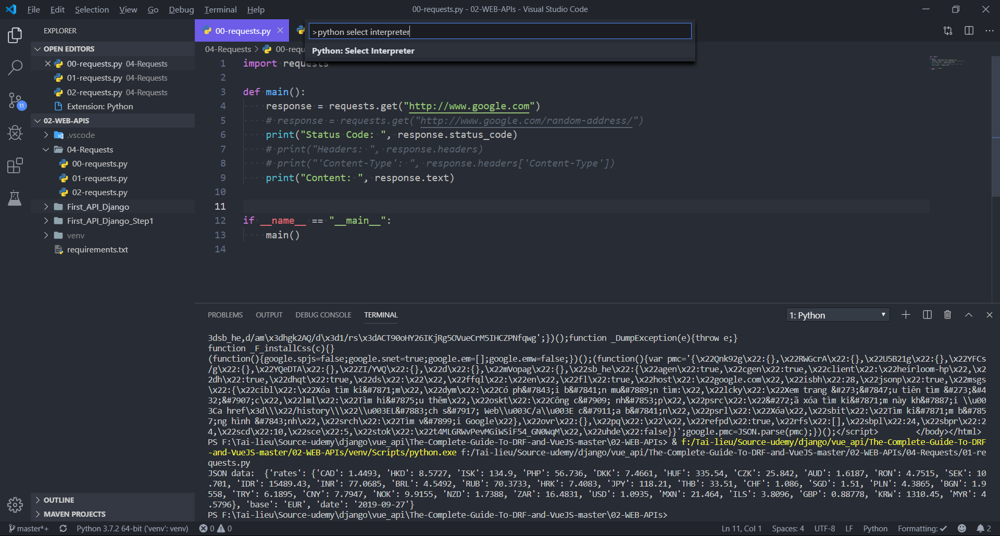 File Edit Selection View Go Debug Terminal Help
00-requests.py - 02-WEB-APIs - Visual Studio Code
EXPLORER
OPEN EDITORS
00-requests.py 04-Requests
01-requests.py 04-Requests
02-requests.py 04-Requests
Extension: Python
02-WEB-APIS
.vscode
04-Requests
00-requests.py
01-requests.py
02-requests.py
First_API_Django
First_API_Django_Step1
venv
requirements.txt
OUTLINE
MAVEN PROJECTS
11
00-requests.py
>python select interpreter
Python: Select Interpreter
04-Requests > 00-requ
1 import requests
2
3 def main():
4 response = requests.get("http://www.google.com")
5 # response = requests.get("http://www.google.com/random-address/")
6 print("Status Code: ", response.status_code)
7 # print("Headers: ", response.headers)
8 # print("'Content-Type': ", response.headers['Content-Type'])
9 print("Content: ", response.text)
10
11
12 if __name__ == "__main__":
13 main()
14
PROBLEMS OUTPUT DEBUG CONSOLE TERMINAL
1: Python
3dsb_he,d/am\x3dhgk2AQ/d\x3d1/rs\x3dACT90oHY26IKjRg5OVueCrM5IHCZPNfqwg';})();function _DumpException(e){throw e;}
function _F_installCss(c){}
(function(){google.spjs=false;google.snet=true;google.em=[];google.emw=false;})();(function(){var pmc='{\x22Qnk92g\x22:{},\x22RWGcrA\x22:{},\x22U5B21g\x22:{},\x22YFCs
/g\x22:{},\x22YQeDTA\x22:{},\x22ZI/YVQ\x22:{},\x22d\x22:{},\x22mVopag\x22:{},\x22sb_he\x22:{\x22agen\x22:true,\x22cgen\x22:true,\x22client\x22:\x22heirloom-hp\x22,\x2
2dh\x22:true,\x22dhqt\x22:true,\x22ds\x22:\x22\x22,\x22ffql\x22:\x22en\x22,\x22fl\x22:true,\x22host\x22:\x22google.com\x22,\x22isbh\x22:28,\x22jsonp\x22:true,\x22msgs
\x22:{\x22cibl\x22:\x22Xóa tìm ki&#7871;m\x22,\x22dym\x22:\x22Có ph&#7843;i b&#7841;n mu&#7889;n tìm:\x22,\x22lcky\x22:\x22Xem trang &#273;&#7847;u tiên tìm &#273;&#4
32;&#7907;c\x22,\x22lml\x22:\x22Tìm hi&#7875;u thêm\x22,\x22oskt\x22:\x22Công c&#7909; nh&#7853;p\x22,\x22psrc\x22:\x22&#272;ã xóa tìm ki&#7871;m này kh&#7887;i \\u00
3Ca href\x3d\\\x22/history\\\x22\\u003EL&#7883;ch s&#7917; Web\\u003C/a\\u003E c&#7911;a b&#7841;n\x22,\x22psrl\x22:\x22Xóa\x22,\x22sbit\x22:\x22Tìm ki&#7871;m b&#785
7;ng hình &#7843;nh\x22,\x22srch\x22:\x22Tìm v&#7899;i Google\x22},\x22ovr\x22:{},\x22pq\x22:\x22\x22,\x22refpd\x22:true,\x22rfs\x22:[],\x22sbpl\x22:24,\x22sbpr\x22:2
4,\x22scd\x22:10,\x22sce\x22:5,\x22stok\x22:\x22t4MLGRWvPevMGiWSiF54_GN0WqM\x22,\x22uhde\x22:false}}';google.pmc=JSON.parse(pmc);})();</script> </body></html>
PS F:\Tai-lieu\Source-udemy\django\vue_api\The-Complete-Guide-To-DRF-and-VueJS-master\02-WEB-APIs> & f:/Tai-lieu/Source-udemy/django/vue_api/The-Complete-Guide-To-DRF
-and-VueJS-master/02-WEB-APIs/venv/Scripts/python.exe f:/Tai-lieu/Source-udemy/django/vue_api/The-Complete-Guide-To-DRF-and-VueJS-master/02-WEB-APIs/04-Requests/01-re
quests.py
JSON data: {'rates': {'CAD': 1.4493, 'HKD': 8.5727, 'ISK': 134.9, 'PHP': 56.736, 'DKK': 7.4661, 'HUF': 335.54, 'CZK': 25.842, 'AUD': 1.6187, 'RON': 4.7515, 'SEK': 10
.701, 'IDR': 15489.43, 'INR': 77.0685, 'BRL': 4.5492, 'RUB': 70.3733, 'HRK': 7.4083, 'JPY': 118.21, 'THB': 33.51, 'CHF': 1.086, 'SGD': 1.51, 'PLN': 4.3865, 'BGN': 1.9
558, 'TRY': 6.1895, 'CNY': 7.7947, 'NOK': 9.9155, 'NZD': 1.7388, 'ZAR': 16.4831, 'USD': 1.0935, 'MXN': 21.464, 'ILS': 3.8096, 'GBP': 0.88778, 'KRW': 1310.45, 'MYR': 4
.5796}, 'base': 'EUR', 'date': '2019-09-27'}
PS F:\Tai-lieu\Source-udemy\django\vue_api\The-Complete-Guide-To-DRF-and-VueJS-master\02-WEB-APIs>
master*+ Python 3.7.2 64-bit ('venv': venv) 0 0 Ln 11, Col 1 Spaces: 4 UTF-8 LF Python Formatting: ✓ 2